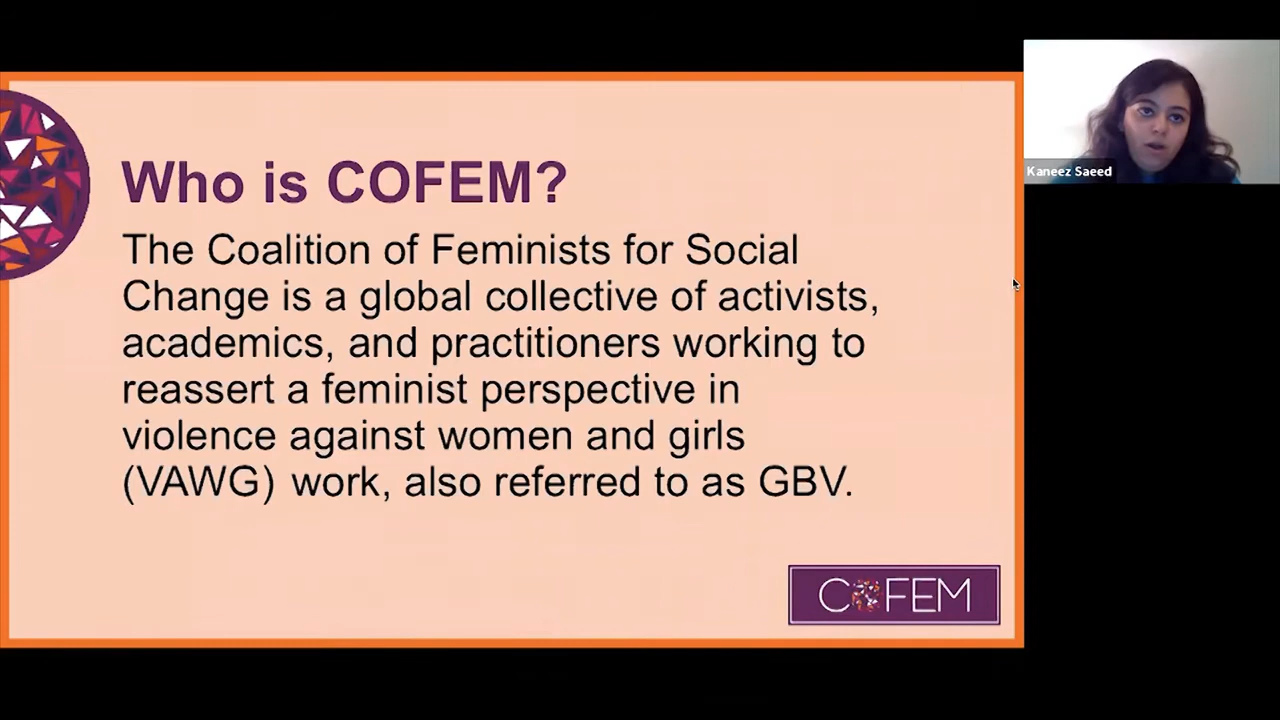 Who is COFEM?
The Coalition of Feminists for Social
Change is a global collective of activists,
academics, and practitioners working to
reassert a feminist perspective in
violence against women and girls
(VAWG) work, also referred to as GBV.
COFEM
Kaneez Saeed